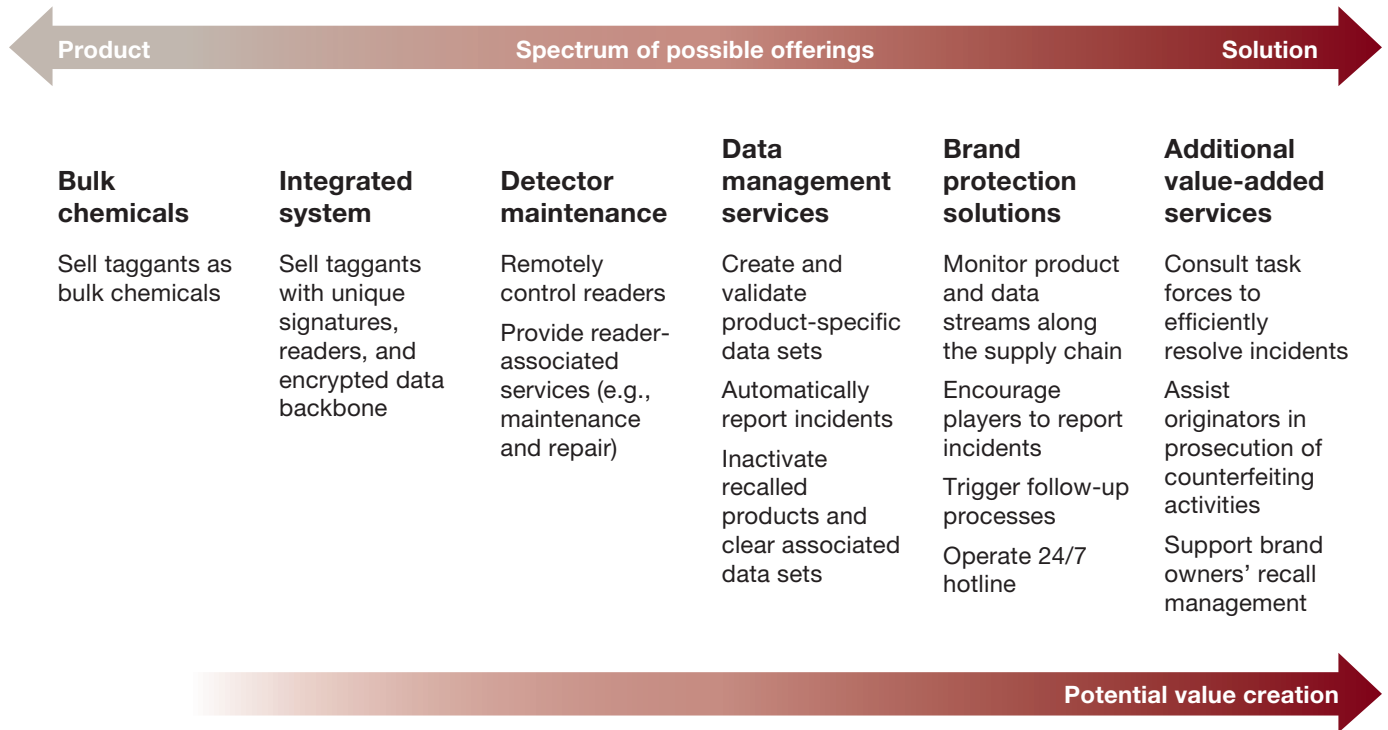 Product
Spectrum of possible offerings
Solution
Bulk
chemicals
Sell taggants as
bulk chemicals
Integrated
system
Sell taggants
with unique
signatures,
readers, and
encrypted data
backbone
Detector
maintenance
Remotely
control readers
Provide reader-
associated
services (e.g.,
maintenance
and repair)
Data
management
services
Create and
validate
product-specific
data sets
Automatically
report incidents
Inactivate
recalled
products and
clear associated
data sets
Brand
protection
solutions
Monitor product
and data
streams along
the supply chain
Encourage
players to report
incidents
Trigger follow-up
processes
Operate 24/7
hotline
Additional
value-added
services
Consult task
forces to
efficiently
resolve incidents
Assist
originators in
prosecution of
counterfeiting
activities
Support brand
owners’ recall
management
Potential value creation